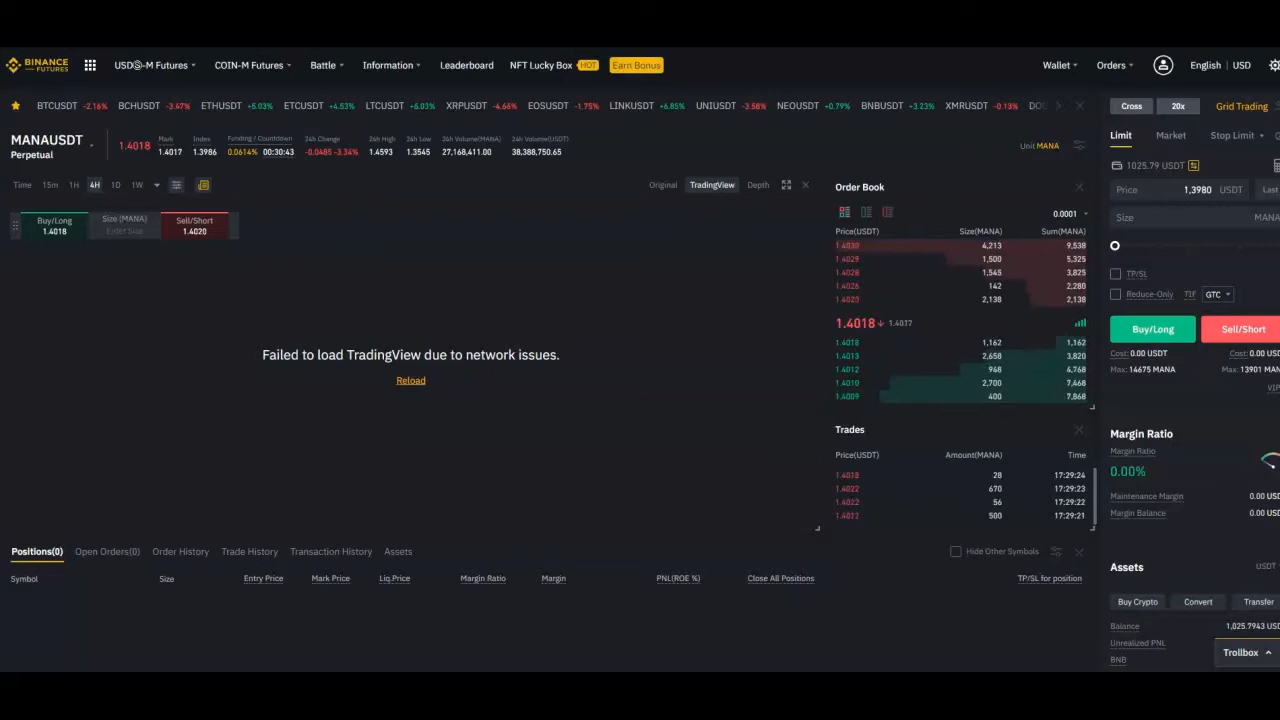 BINANCE FUTURES USDⓈ-M Futures COIN-M Futures Battle Information Leaderboard NFT Lucky Box HOT Earn Bonus Wallet Orders English | USD
BTCUSDT -2.16% BCHUSDT -3.47% ETHUSDT +5.03% ETCUSDT +4.53% LTCUSDT +6.03% XRPUSDT -4.66% EOSUSDT -1.75% LINKUSDT +6.85% UNIUSDT -3.58% NEOUSDT +0.79% BNBUSDT +3.23% XMRUSDT -0.13%
Cross 20x Grid Trading
MANAUSDT
Perpetual
1.4018
Mark Index Funding / Countdown 24h Change 24h High 24h Low 24h Volume(MANA) 24h Volume(USDT)
1.4017 1.3986 0.0614% 00:30:43 -0.0485 -3.34% 1.4593 1.3545 27,168,411.00 38,388,750.65
Unit MANA
Limit Market Stop Limit
1025.79 USDT
Price 1.3980 USDT Last
Size MANA
TP/SL
Reduce-Only TIF GTC
Buy/Long Sell/Short
Cost: 0.00 USDT Cost: 0.00 USD
Max: 14675 MANA Max: 13901 MAN
VIP
Time 15m 1H 4H 1D 1W Original TradingView Depth
Buy/Long Size (MANA) Sell/Short
1.4018 Enter Size 1.4020
Failed to load TradingView due to network issues.
Reload
Order Book
0.0001
Price(USDT) Size(MANA) Sum(MANA)
1.4030 4,213 9,538
1.4029 1,500 5,325
1.4028 1,545 3,825
1.4026 142 2,280
1.4020 2,138 2,138
1.4018 1.4017
1.4018 1,162 1,162
1.4013 2,658 3,820
1.4012 948 4,768
1.4010 2,700 7,468
1.4009 400 7,868
Trades
Price(USDT) Amount(MANA) Time
1.4018 28 17:29:24
1.4022 670 17:29:23
1.4022 56 17:29:22
1.4022 500 17:29:21
Margin Ratio
Margin Ratio
0.00%
Maintenance Margin 0.00 USD
Margin Balance 0.00 USD
Positions(0) Open Orders(0) Order History Trade History Transaction History Assets Hide Other Symbols
Symbol Size Entry Price Mark Price Liq.Price Margin Ratio Margin PNL(ROE %) Close All Positions TP/SL for position
Assets USDT
Buy Crypto Convert Transfer
Balance 1,025.7943 USD
Unrealized PNL
BNB
Trollbox